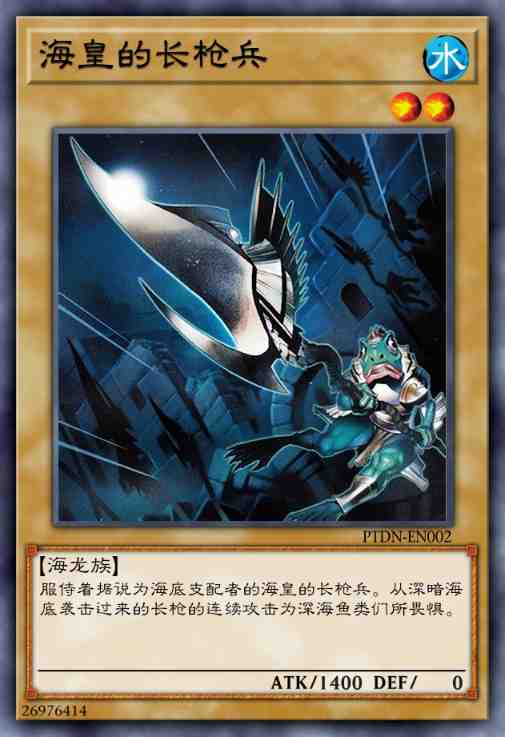 海皇的长枪兵
水
PTDN-EN002
【海龙族】
服侍着据说为海底支配者的海皇的长枪兵。从深暗海
底袭击过来的长枪的连续攻击为深海鱼类们所畏惧。
ATK/1400 DEF/ 0
26976414